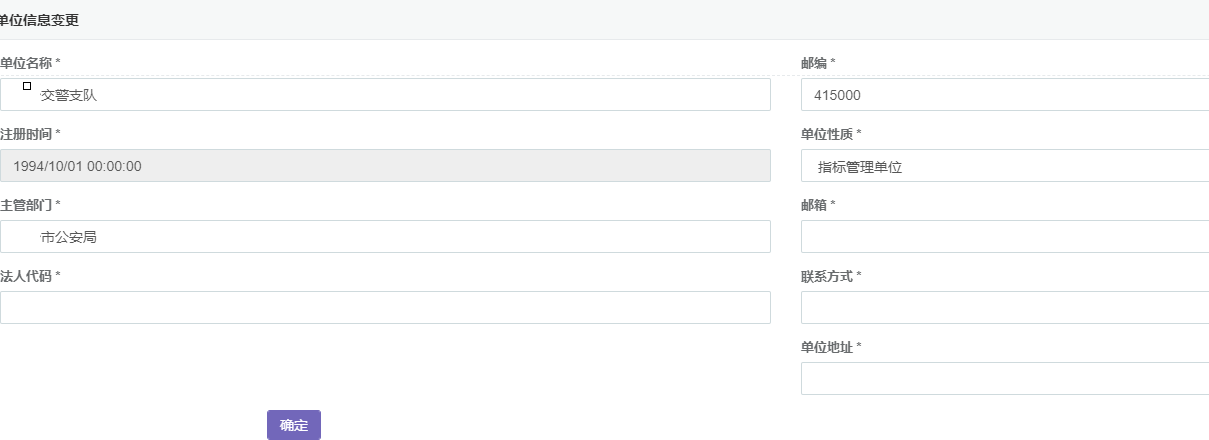 单位信息变更
单位名称 *
邮编 *
交警支队
415000
注册时间 *
单位性质 *
1994/10/01 00:00:00
指标管理单位
主管部门 *
邮箱 *
市公安局
法人代码 *
联系方式 *
单位地址 *
确定